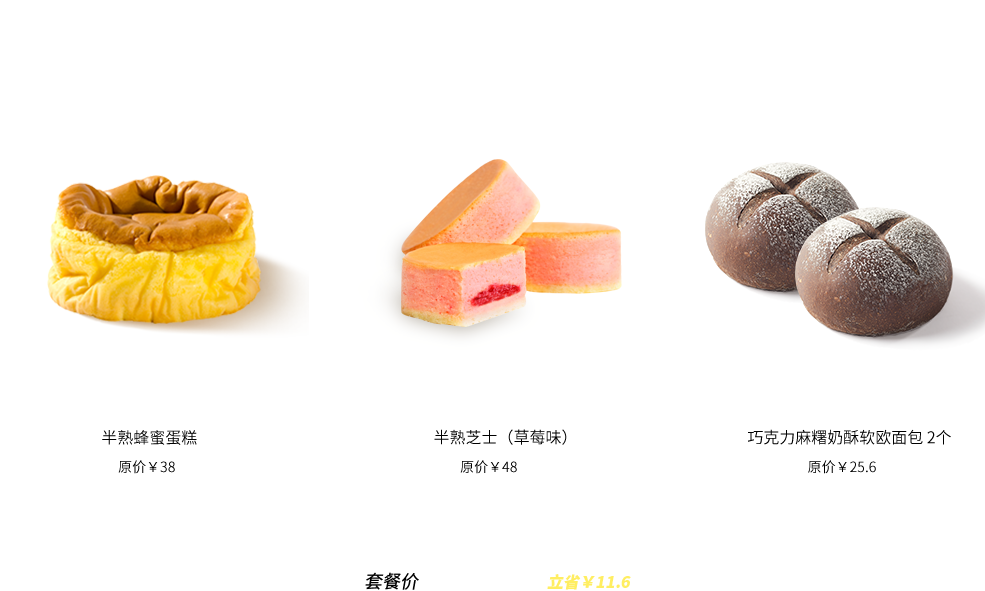 半熟蜂蜜蛋糕
原价￥38
半熟芝士（草莓味）
原价￥48
巧克力麻糬奶酥软欧面包 2个
原价￥25.6
套餐价
立省￥11.6